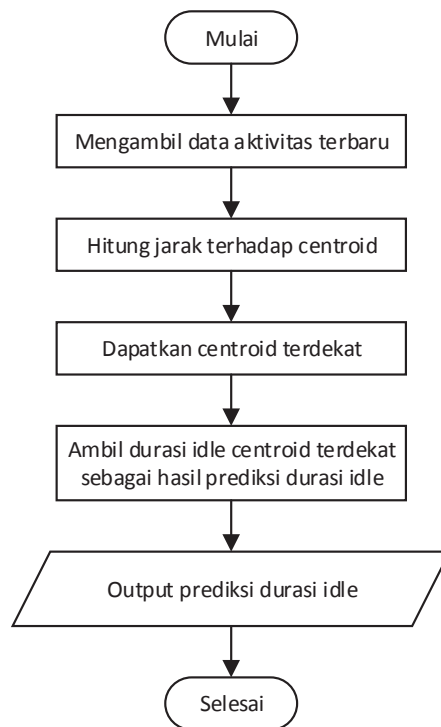 Mulai
Mengambil data aktivitas terbaru
Hitung jarak terhadap centroid
Dapatkan centroid terdekat
Ambil durasi idle centroid terdekat
sebagai hasil prediksi durasi idle
Output prediksi durasi idle
Selesai